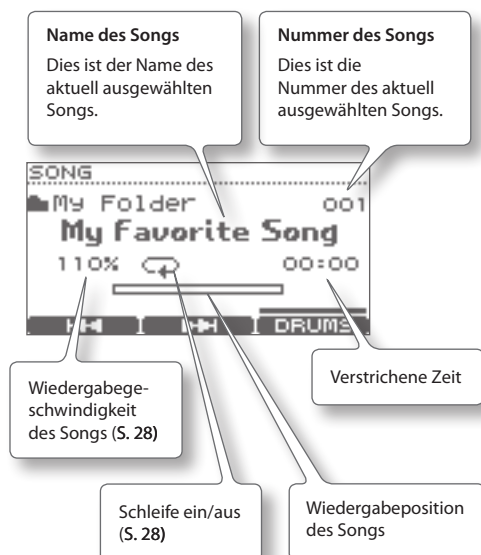 Name des Songs
Dies ist der Name des
aktuell ausgewählten
Songs.
Nummer des Songs
Dies ist die
Nummer des aktuell
ausgewählten Songs.
SONG
My Folder 001
My Favorite Song
110% 00:00
DRUMS
Wiedergabege-
schwindigkeit
des Songs (S. 28)
Verstrichene Zeit
Schleife ein/aus
(S. 28)
Wiedergabeposition
des Songs